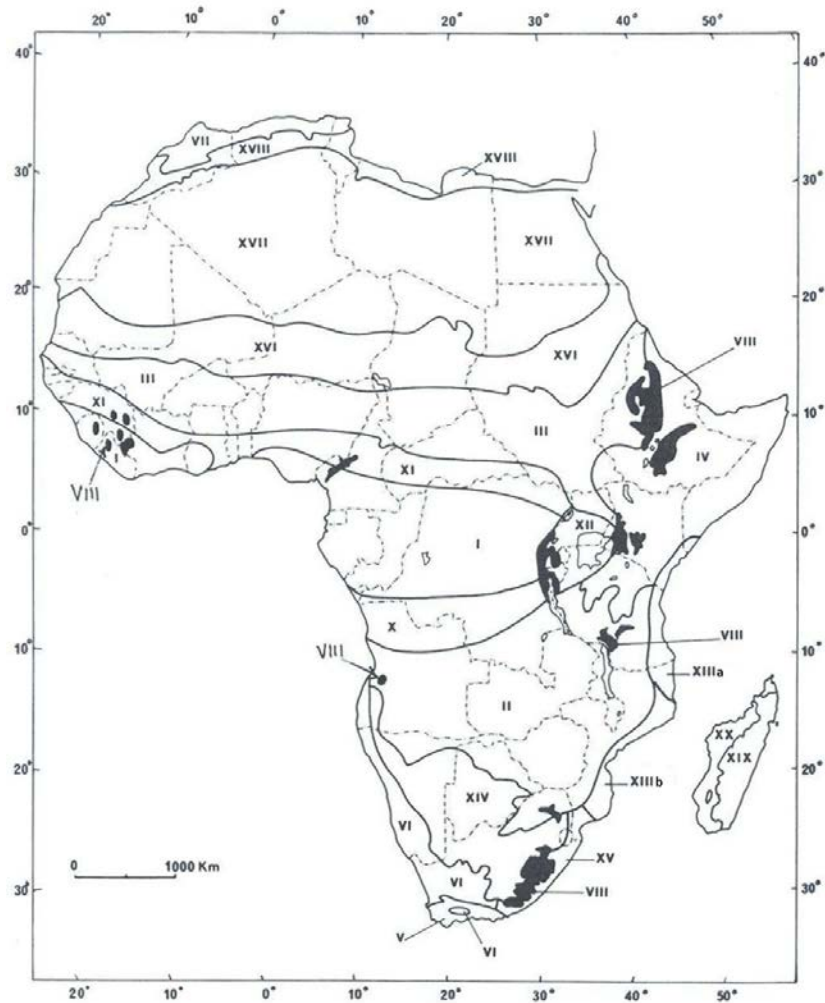 20° 10° 0° 10° 20° 30° 40° 50°
40° 40°
VII
XVIII XVIII
30° 30°
XVII XVII
20° 20°
XVI XVI
VIII
III
10° XI III IV 10°
I XI
VIII
XII
0° I 0°
X
VIII
10° 10°
VIII XIIIa
II
XX
XIX
20° 20°
XIV XIIIb
VI
0 1000 Km
XV
VI
30° VIII 30°
V
VI
20° 10° 0° 10° 20° 30° 40° 50°